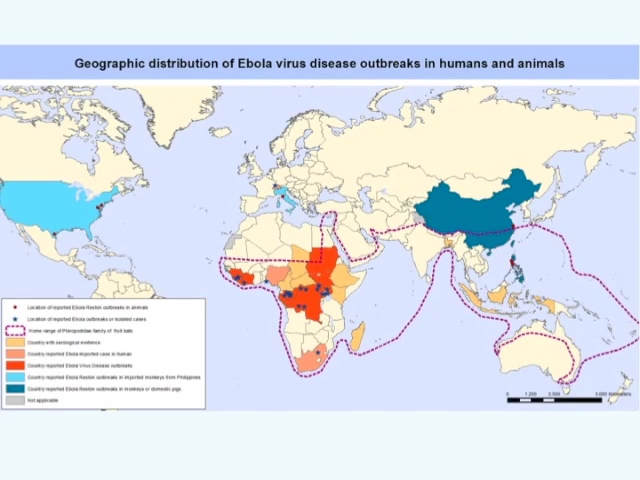 Geographic distribution of Ebola virus disease outbreaks in humans and animals
Location of reported Ebola Reston outbreaks in animals
Location of reported Ebola outbreaks or isolated cases
Home range of Pteropodidae family of fruit bats
Country with serological evidence
Country reported Ebola imported case in human
Country reported Ebola Virus Disease outbreaks
Country reported Ebola Reston outbreaks in imported monkeys from Philippines
Country reported Ebola Reston outbreaks in monkeys or domestic pigs
Not applicable
0 1,250 2,500 5,000 Kilometers